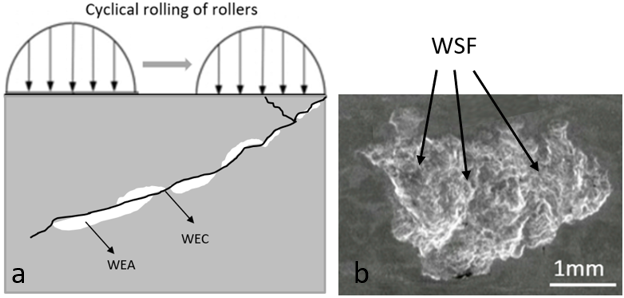 Cyclical rolling of rollers
WEC
WEA
a
WSF
1mm
b